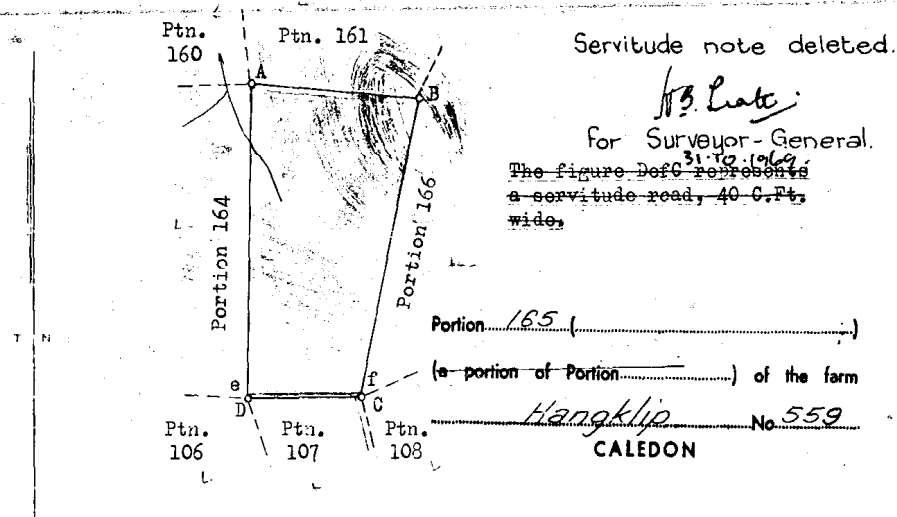 Ptn.
160
Ptn. 161
A
B
Portion 164
Portion 166
e
D
f
C
Ptn.
106
Ptn.
107
Ptn.
108
T N
Servitude note deleted.
for Surveyor-General.
31.10.1969.
The figure DefC represents
a servitude road, 40 C.Ft.
wide.
Portion 165 ( )
(a portion of Portion ) of the farm
Hangklip No 559
CALEDON